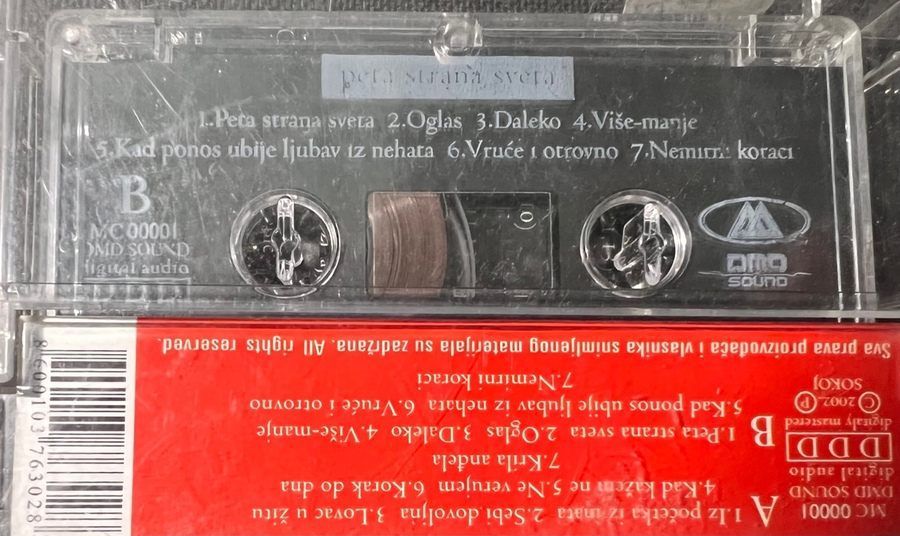 peta strana sveta
1.Peta strana sveta 2.Oglas 3.Daleko 4.Više-manje
5.Kad ponos ubije ljubav iz nehata 6.Vruće i otrovno 7.Nemirni koraci
B
MC 00001
DMD SOUND
digital audio
DMD
SOUND
MC 00001
DMD SOUND
digital audio
DDD
digitaly mastered
© 2002. ℗
SOKOJ
A
1.Iz početka iz inata 2.Sebi dovoljna 3.Lovac u žitu
4.Kad kažem ne 5.Ne verujem 6.Korak do dna
7.Krila anđela
B
1.Peta strana sveta 2.Oglas 3.Daleko 4.Više-manje
5.Kad ponos ubije ljubav iz nehata 6.Vruće i otrovno
7.Nemirni koraci
Sva prava proizvođača i vlasnika snimljenog materijala su zadržana. All rights reserved.
8600103763028